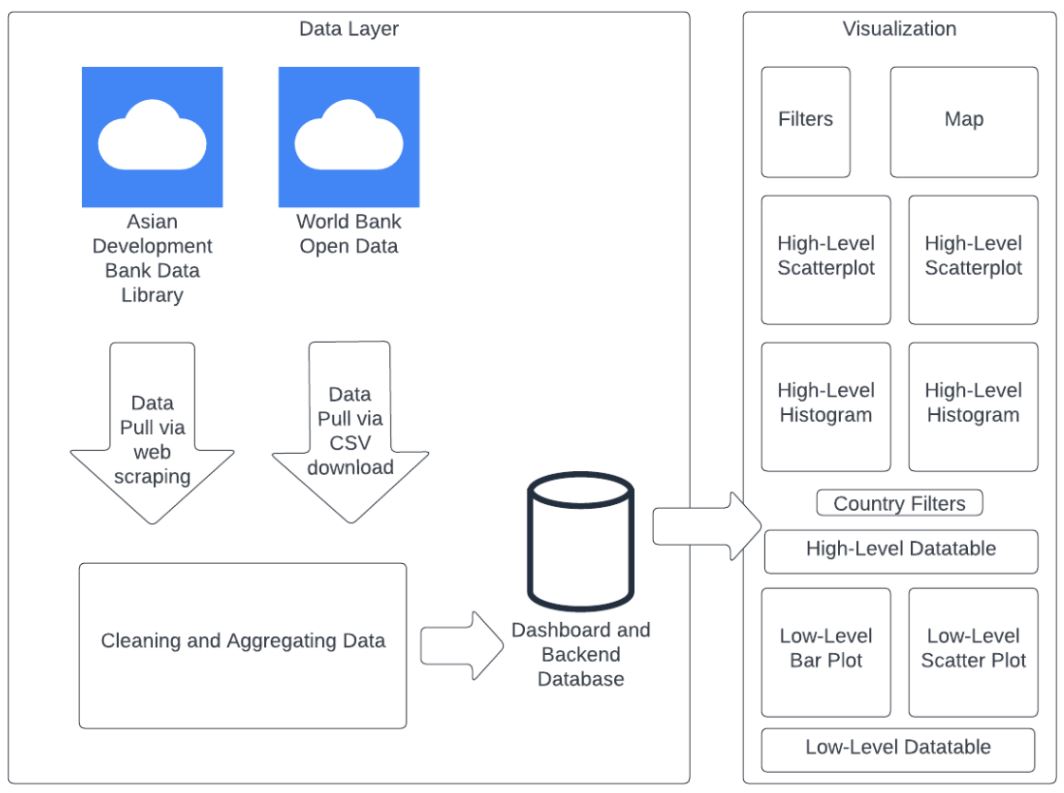 Data Layer
Asian
Development
Bank Data
Library
World Bank
Open Data
Data
Pull via
web
scraping
Data
Pull via
CSV
download
Cleaning and Aggregating Data
Dashboard and
Backend
Database
Visualization
Filters
Map
High-Level
Scatterplot
High-Level
Scatterplot
High-Level
Histogram
High-Level
Histogram
Country Filters
High-Level Datatable
Low-Level
Bar Plot
Low-Level
Scatter Plot
Low-Level Datatable